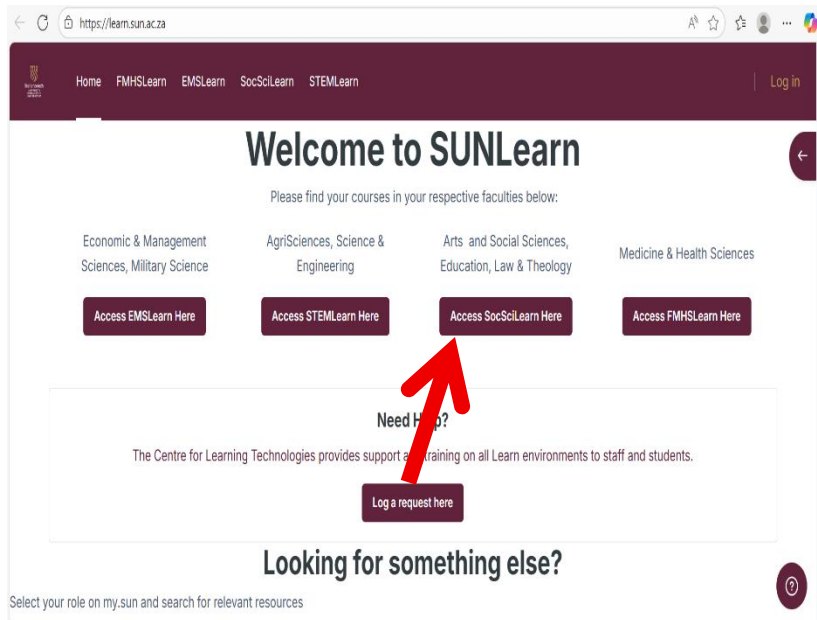 https://learn.sun.ac.za
Home FMHSLearn EMSLearn SocSciLearn STEMLearn
Log in
Welcome to SUNLearn
Please find your courses in your respective faculties below:
Economic & Management
Sciences, Military Science
AgriSciences, Science &
Engineering
Arts and Social Sciences,
Education, Law & Theology
Medicine & Health Sciences
Access EMSLearn Here
Access STEMLearn Here
Access SocSciLearn Here
Access FMHSLearn Here
Need Help?
The Centre for Learning Technologies provides support and training on all Learn environments to staff and students.
Log a request here
Looking for something else?
Select your role on my.sun and search for relevant resources